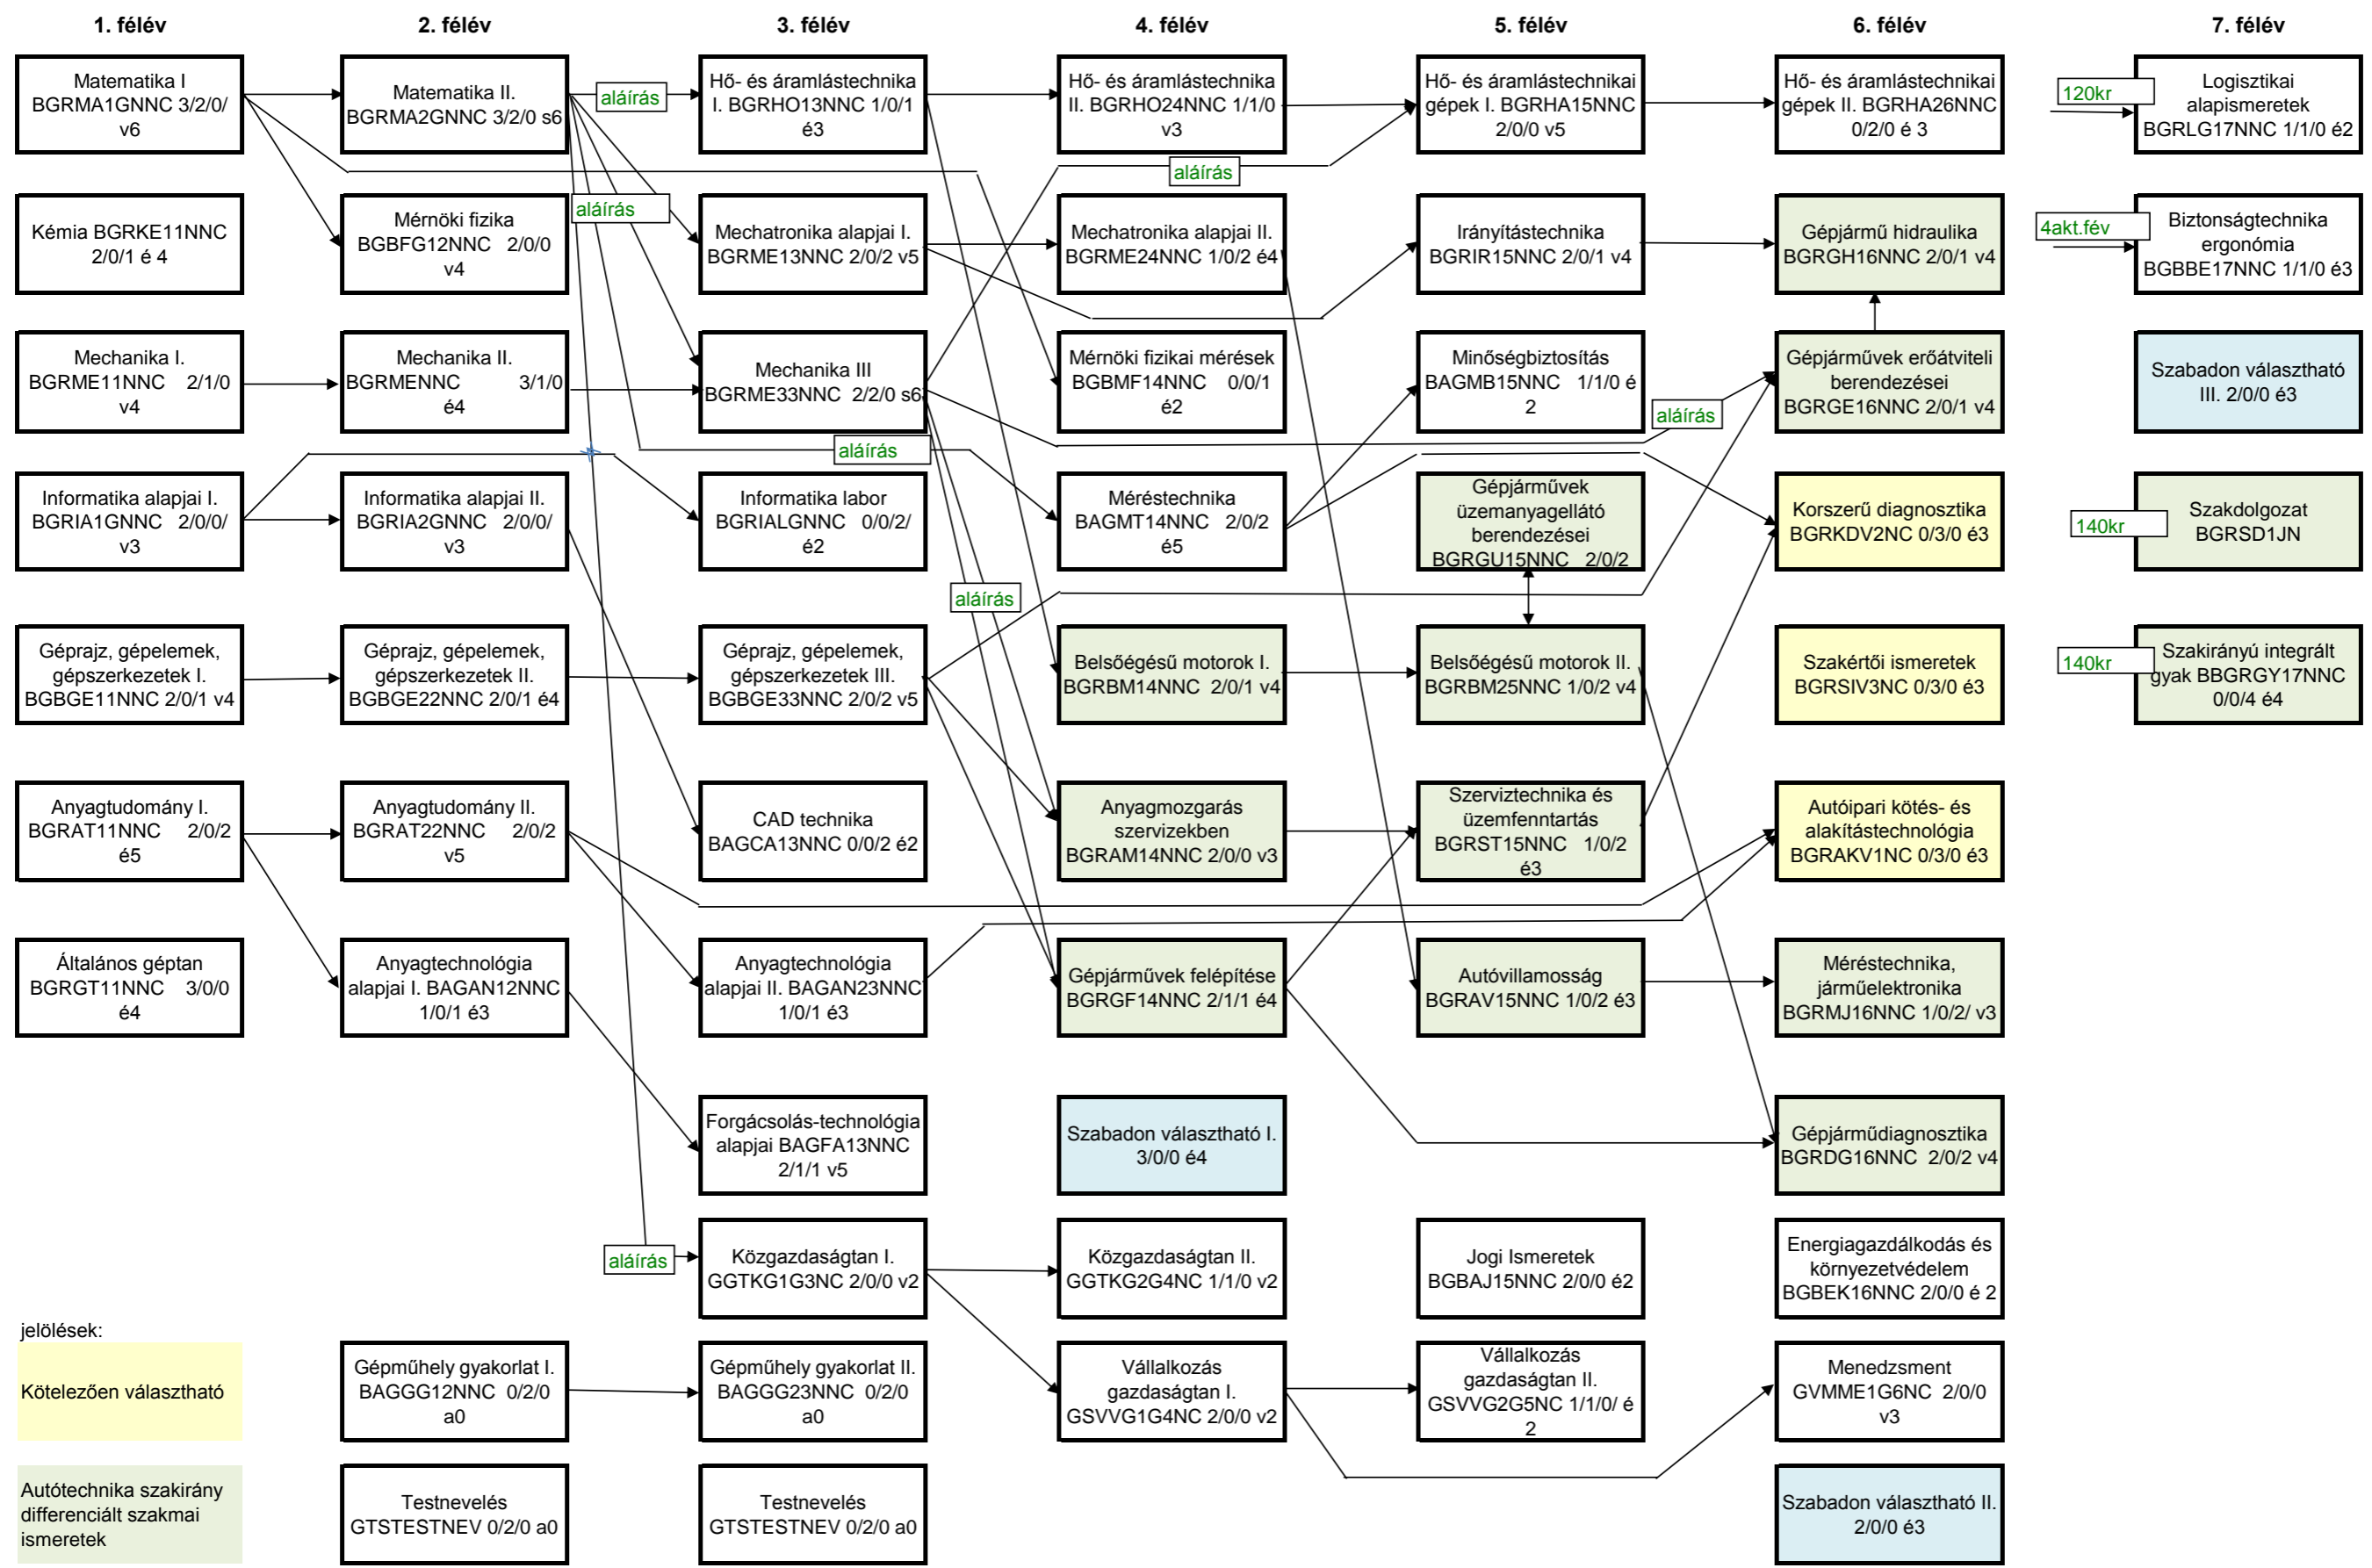 1. félév
2. félév
3. félév
4. félév
5. félév
6. félév
7. félév
Matematika I
BGRMA1GNNC 3/2/0/
v6
Matematika II.
BGRMA2GNNC 3/2/0 s6
aláírás
Hő- és áramlástechnika
I. BGRHO13NNC 1/0/1
é3
Hő- és áramlástechnika
II. BGRHO24NNC 1/1/0
v3
Hő- és áramlástechnikai
gépek I. BGRHA15NNC
2/0/0 v5
Hő- és áramlástechnikai
gépek II. BGRHA26NNC
0/2/0 é 3
120kr
Logisztikai
alapismeretek
BGRLG17NNC 1/1/0 é2
aláírás
Kémia BGRKE11NNC
2/0/1 é 4
Mérnöki fizika
BGBFG12NNC 2/0/0
v4
aláírás
Mechatronika alapjai I.
BGRME13NNC 2/0/2 v5
Mechatronika alapjai II.
BGRME24NNC 1/0/2 é4
Irányítástechnika
BGRIR15NNC 2/0/1 v4
Gépjármű hidraulika
BGRGH16NNC 2/0/1 v4
4akt.fév
Biztonságtechnika
ergonómia
BGBBE17NNC 1/1/0 é3
Mechanika I.
BGRME11NNC 2/1/0
v4
Mechanika II.
BGRMENNC 3/1/0
é4
Mechanika III
BGRME33NNC 2/2/0 s6
Mérnöki fizikai mérések
BGBMF14NNC 0/0/1
é2
Minőségbiztosítás
BAGMB15NNC 1/1/0 é
2
aláírás
Gépjárművek erőátviteli
berendezései
BGRGE16NNC 2/0/1 v4
Szabadon választható
III. 2/0/0 é3
aláírás
Informatika alapjai I.
BGRIA1GNNC 2/0/0/
v3
Informatika alapjai II.
BGRIA2GNNC 2/0/0/
v3
Informatika labor
BGRIALGNNC 0/0/2/
é2
Méréstechnika
BAGMT14NNC 2/0/2
é5
Gépjárművek
üzemanyagellátó
berendezései
BGRGU15NNC 2/0/2
Korszerű diagnosztika
BGRKDV2NC 0/3/0 é3
140kr
Szakdolgozat
BGRSD1JN
aláírás
Géprajz, gépelemek,
gépszerkezetek I.
BGBGE11NNC 2/0/1 v4
Géprajz, gépelemek,
gépszerkezetek II.
BGBGE22NNC 2/0/1 é4
Géprajz, gépelemek,
gépszerkezetek III.
BGBGE33NNC 2/0/2 v5
Belsőégésű motorok I.
BGRBM14NNC 2/0/1 v4
Belsőégésű motorok II.
BGRBM25NNC 1/0/2 v4
Szakértői ismeretek
BGRSIV3NC 0/3/0 é3
140kr
Szakirányú integrált
gyak BBGRGY17NNC
0/0/4 é4
Anyagtudomány I.
BGRAT11NNC 2/0/2
é5
Anyagtudomány II.
BGRAT22NNC 2/0/2
v5
CAD technika
BAGCA13NNC 0/0/2 é2
Anyagmozgarás
szervizekben
BGRAM14NNC 2/0/0 v3
Szerviztechnika és
üzemfenntartás
BGRST15NNC 1/0/2
é3
Autóipari kötés- és
alakítástechnológia
BGRAKV1NC 0/3/0 é3
Általános géptan
BGRGT11NNC 3/0/0
é4
Anyagtechnológia
alapjai I. BAGAN12NNC
1/0/1 é3
Anyagtechnológia
alapjai II. BAGAN23NNC
1/0/1 é3
Gépjárművek felépítése
BGRGF14NNC 2/1/1 é4
Autóvillamosság
BGRAV15NNC 1/0/2 é3
Méréstechnika,
járműelektronika
BGRMJ16NNC 1/0/2/ v3
Forgácsolás-technológia
alapjai BAGFA13NNC
2/1/1 v5
Szabadon választható I.
3/0/0 é4
Gépjárműdiagnosztika
BGRDG16NNC 2/0/2 v4
aláírás
Közgazdaságtan I.
GGTKG1G3NC 2/0/0 v2
Közgazdaságtan II.
GGTKG2G4NC 1/1/0 v2
Jogi Ismeretek
BGBAJ15NNC 2/0/0 é2
Energiagazdálkodás és
környezetvédelem
BGBEK16NNC 2/0/0 é 2
jelölések:
Kötelezően választható
Gépműhely gyakorlat I.
BAGGG12NNC 0/2/0
a0
Gépműhely gyakorlat II.
BAGGG23NNC 0/2/0
a0
Vállalkozás
gazdaságtan I.
GSVVG1G4NC 2/0/0 v2
Vállalkozás
gazdaságtan II.
GSVVG2G5NC 1/1/0/ é
2
Menedzsment
GVMME1G6NC 2/0/0
v3
Autótechnika szakirány
differenciált szakmai
ismeretek
Testnevelés
GTSTESTNEV 0/2/0 a0
Testnevelés
GTSTESTNEV 0/2/0 a0
Szabadon választható II.
2/0/0 é3